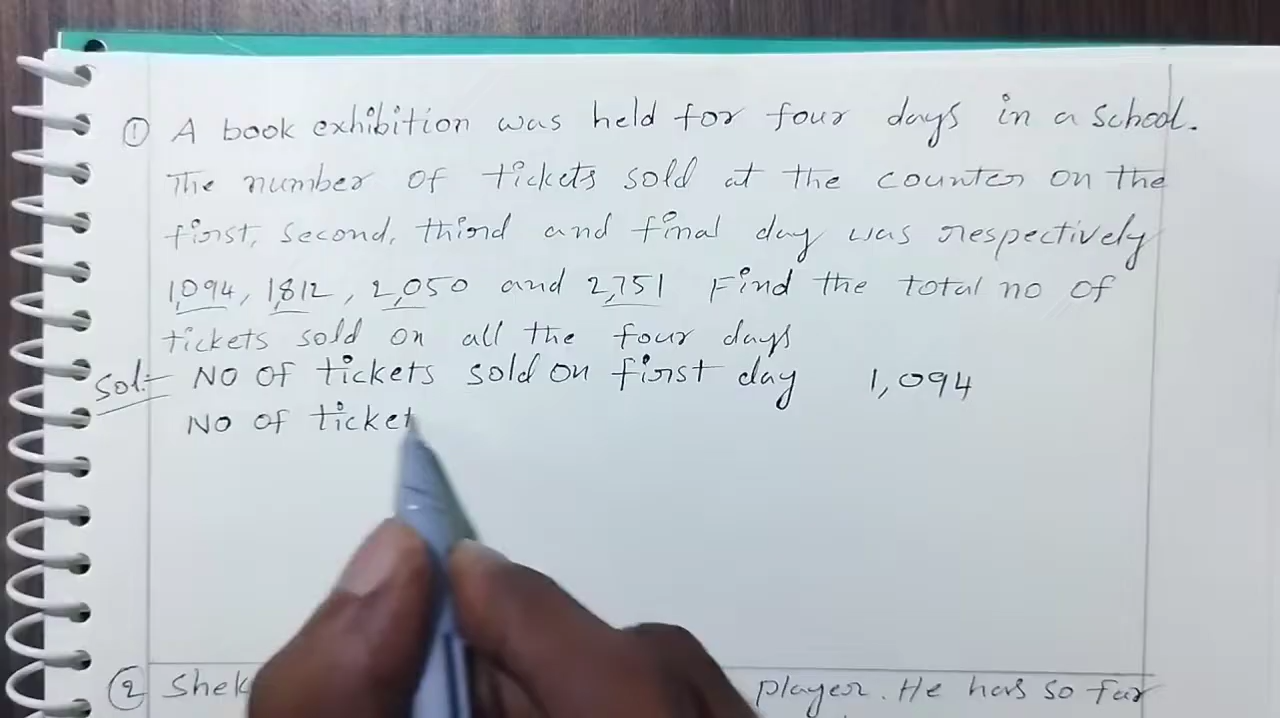 ① A book exhibition was held for four days in a school.
The number of tickets sold at the counter on the
first, second, third and final day was respectively
1,094, 1,812, 2,050 and 2,751 Find the total no of
tickets sold on all the four days
Sol:- No of tickets sold on first day 1,094
No of ticket
② Shek player. He has so far